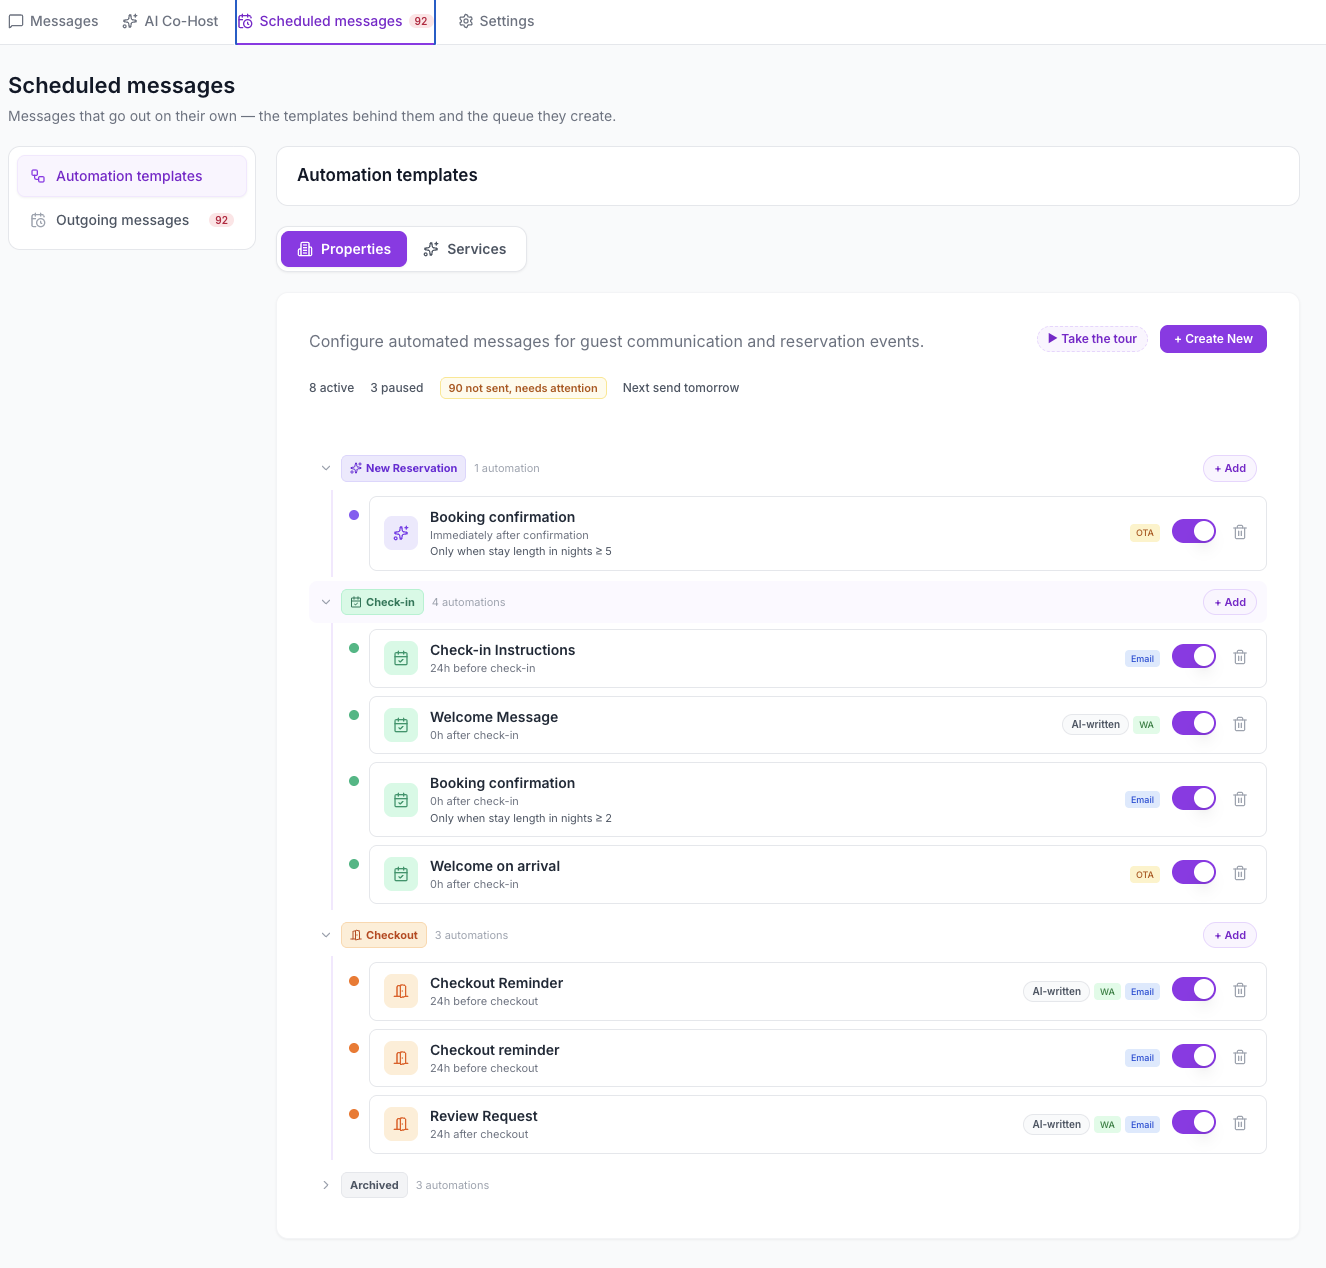 Messages
AI Co-Host
Scheduled messages 92
Settings
Scheduled messages
Messages that go out on their own — the templates behind them and the queue they create.
Automation templates
Outgoing messages 92
Automation templates
Properties
Services
Configure automated messages for guest communication and reservation events.
Take the tour
+ Create New
8 active
3 paused
90 not sent, needs attention
Next send tomorrow
New Reservation
1 automation
+ Add
Booking confirmation
Immediately after confirmation
Only when stay length in nights ≥ 5
OTA
Check-in
4 automations
+ Add
Check-in Instructions
24h before check-in
Email
Welcome Message
0h after check-in
AI-written
WA
Booking confirmation
0h after check-in
Only when stay length in nights ≥ 2
Email
Welcome on arrival
0h after check-in
OTA
Checkout
3 automations
+ Add
Checkout Reminder
24h before checkout
AI-written
WA
Email
Checkout reminder
24h before checkout
Email
Review Request
24h after checkout
AI-written
WA
Email
Archived
3 automations